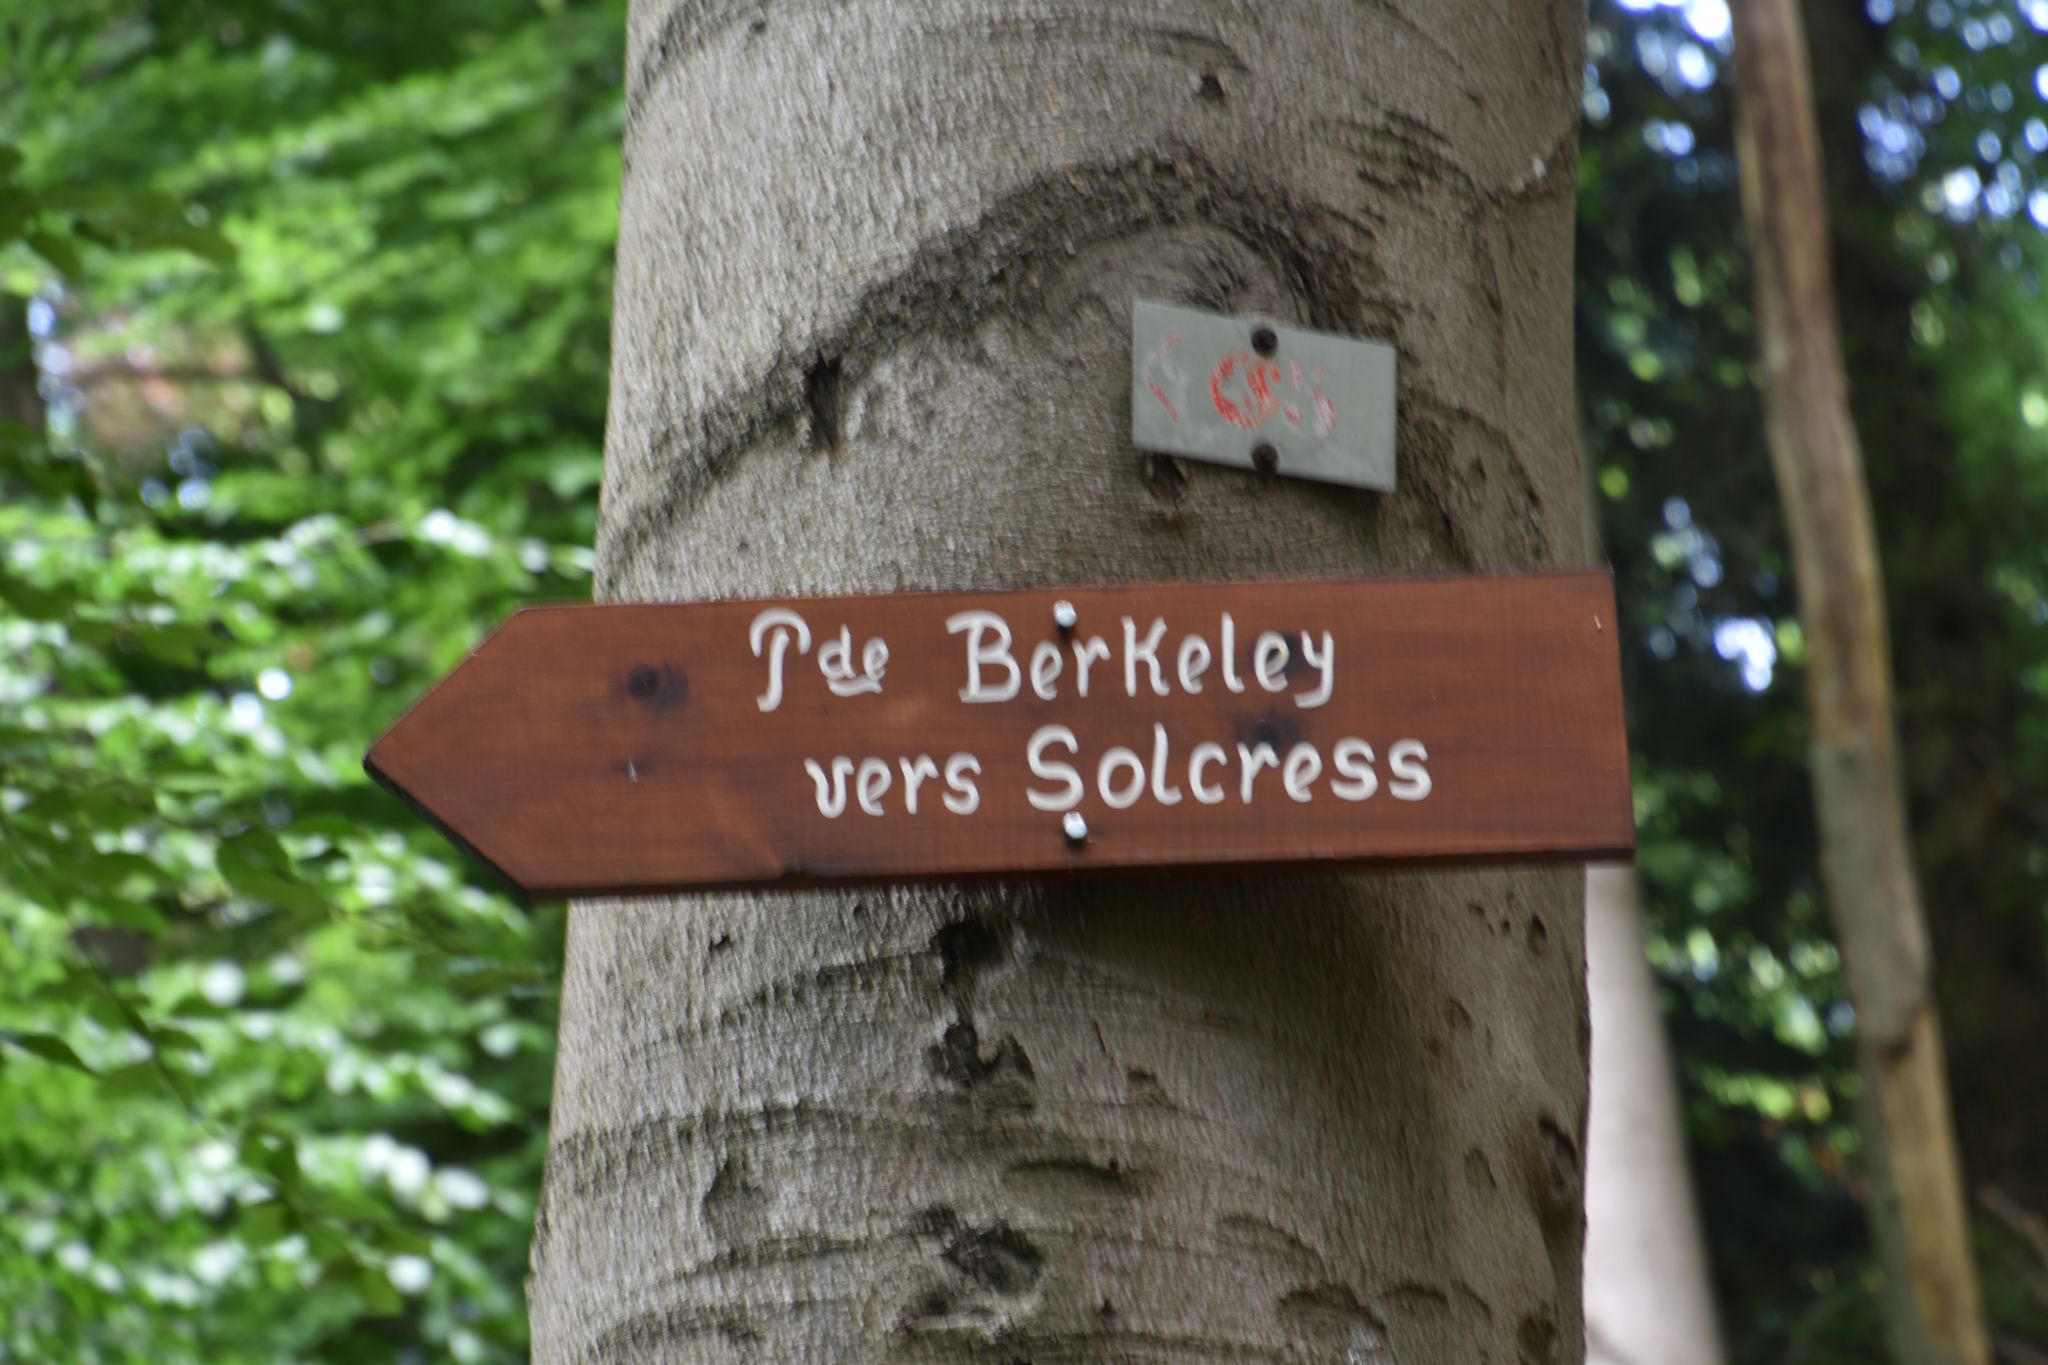 Pde Berkeley
vers Solcress